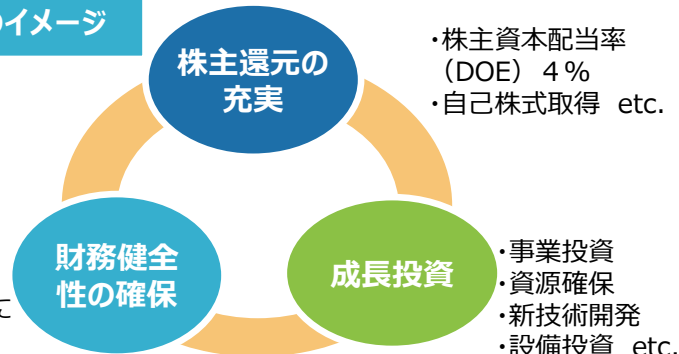 のイメージ
株主還元の
充実
・株主資本配当率
（DOE）４％
・自己株式取得 etc.
財務健全
性の確保
に
成長投資
・事業投資
・資源確保
・新技術開発
・設備投資 etc.